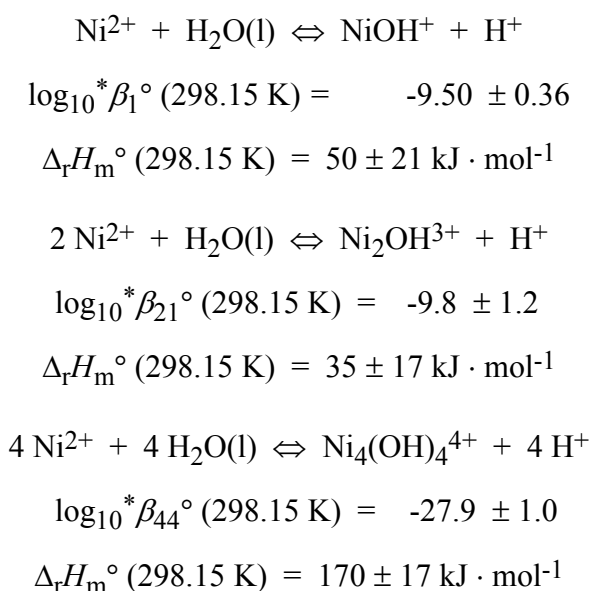 Ni²⁺ + H₂O(l) ⇔ NiOH⁺ + H⁺
log₁₀*β₁° (298.15 K) = -9.50 ± 0.36
ΔᵣHₘ° (298.15 K) = 50 ± 21 kJ · mol⁻¹
2 Ni²⁺ + H₂O(l) ⇔ Ni₂OH³⁺ + H⁺
log₁₀*β₂₁° (298.15 K) = -9.8 ± 1.2
ΔᵣHₘ° (298.15 K) = 35 ± 17 kJ · mol⁻¹
4 Ni²⁺ + 4 H₂O(l) ⇔ Ni₄(OH)₄⁴⁺ + 4 H⁺
log₁₀*β₄₄° (298.15 K) = -27.9 ± 1.0
ΔᵣHₘ° (298.15 K) = 170 ± 17 kJ · mol⁻¹